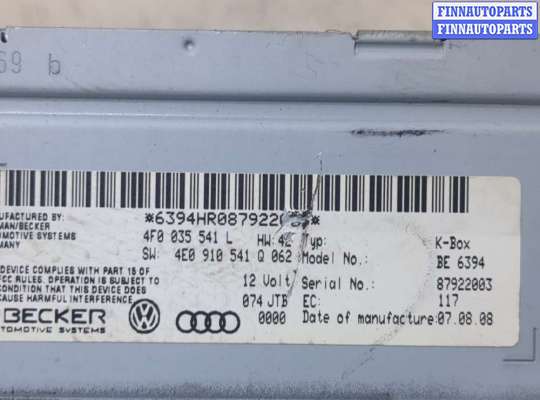 FINNAUTOPARTS
FINNAUTOPARTS
69 b
*6394HR087922
UFACTURED BY:
MAN/BECKER
OMOTIVE SYSTEMS
MANY
4F0 035 541 L HW: 42 Typ: K-Box
SW: 4E0 910 541 Q 062 Model No.: BE 6394
DEVICE COMPLIES WITH PART 15 OF
FCC RULES. OPERATION IS SUBJECT TO
CONDITION THAT THIS DEVICE DOES
CAUSE HARMFUL INTERFERENCE.
12 Volt Serial No.: 87922003
074 JTB EC: 117
0000 Date of manufacture: 07.08.08
BECKER
TOMOTIVE SYSTEMS